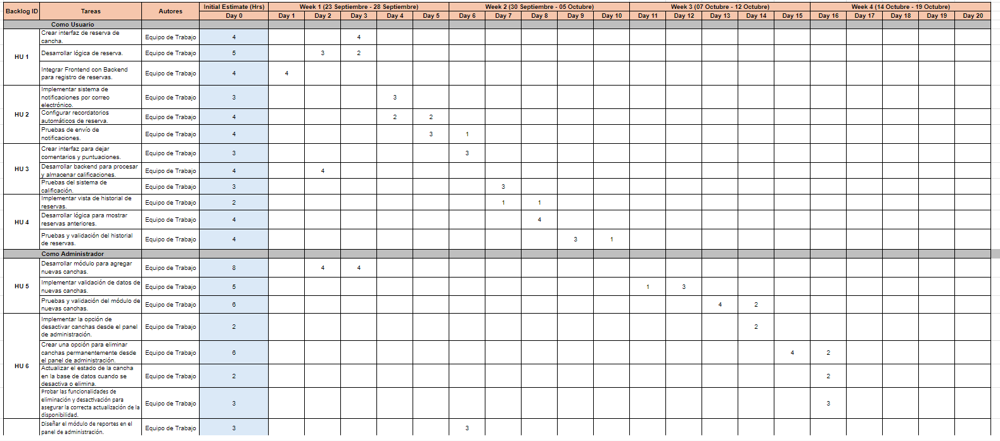 Backlog ID Tareas Autores Initial Estimate (Hrs) Week 1 (23 Septiembre - 28 Septiembre) Week 2 (30 Septiembre - 05 Octubre) Week 3 (07 Octubre - 12 Octubre) Week 4 (14 Octubre - 19 Octubre)
Day 0 Day 1 Day 2 Day 3 Day 4 Day 5 Day 6 Day 7 Day 8 Day 9 Day 10 Day 11 Day 12 Day 13 Day 14 Day 15 Day 16 Day 17 Day 18 Day 19 Day 20
Como Usuario
HU 1
Crear interfaz de reserva de
cancha.
Equipo de Trabajo 4 4
Desarrollar lógica de reserva. Equipo de Trabajo 5 3 2
Integrar Frontend con Backend
para registro de reservas.
Equipo de Trabajo 4 4
HU 2
Implementar sistema de
notificaciones por correo
electrónico.
Equipo de Trabajo 3 3
Configurar recordatorios
automáticos de reserva.
Equipo de Trabajo 4 2 2
Pruebas de envío de
notificaciones.
Equipo de Trabajo 4 3 1
HU 3
Crear interfaz para dejar
comentarios y puntuaciones.
Equipo de Trabajo 3 3
Desarrollar backend para procesar
y almacenar calificaciones.
Equipo de Trabajo 4 4
Pruebas del sistema de
calificación.
Equipo de Trabajo 3 3
HU 4
Implementar vista de historial de
reservas.
Equipo de Trabajo 2 1 1
Desarrollar lógica para mostrar
reservas anteriores.
Equipo de Trabajo 4 4
Pruebas y validación del historial
de reservas.
Equipo de Trabajo 4 3 1
Como Administrador
HU 5
Desarrollar módulo para agregar
nuevas canchas.
Equipo de Trabajo 8 4 4
Implementar validación de datos de
nuevas canchas.
Equipo de Trabajo 5 1 3
Pruebas y validación del módulo de
nuevas canchas.
Equipo de Trabajo 6 4 2
HU 6
Implementar la opción de
desactivar canchas desde el panel
de administración.
Equipo de Trabajo 2 2
Crear una opción para eliminar
canchas permanentemente desde
el panel de administración.
Equipo de Trabajo 6 4 2
Actualizar el estado de la cancha
en la base de datos cuando se
desactiva o elimina.
Equipo de Trabajo 2 2
Probar las funcionalidades de
eliminación y desactivación para
asegurar la correcta actualización de la
disponibilidad.
Equipo de Trabajo 3 3
Diseñar el módulo de reportes en el
panel de administración.
Equipo de Trabajo 3 3